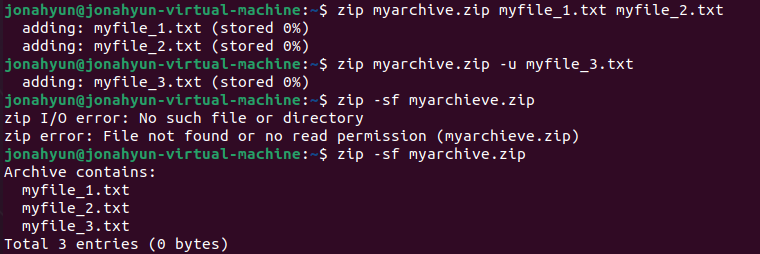 jonahyun@jonahyun-virtual-machine:~$ zip myarchive.zip myfile_1.txt myfile_2.txt
  adding: myfile_1.txt (stored 0%)
  adding: myfile_2.txt (stored 0%)
jonahyun@jonahyun-virtual-machine:~$ zip myarchive.zip -u myfile_3.txt
  adding: myfile_3.txt (stored 0%)
jonahyun@jonahyun-virtual-machine:~$ zip -sf myarchieve.zip
zip I/O error: No such file or directory
zip error: File not found or no read permission (myarchieve.zip)
jonahyun@jonahyun-virtual-machine:~$ zip -sf myarchive.zip
Archive contains:
  myfile_1.txt
  myfile_2.txt
  myfile_3.txt
Total 3 entries (0 bytes)